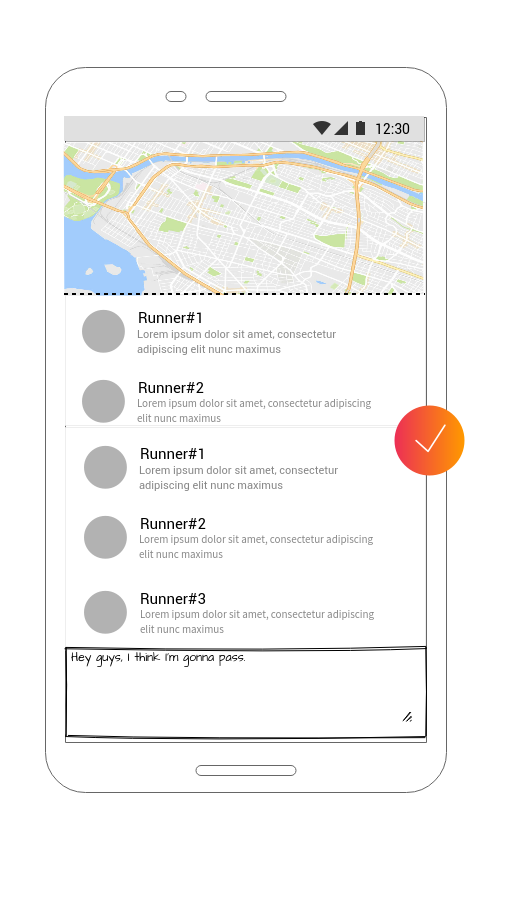 12:30
Runner#1
Lorem ipsum dolor sit amet, consectetur
adipiscing elit nunc maximus
Runner#2
Lorem ipsum dolor sit amet, consectetur adipiscing
elit nunc maximus
Runner#1
Lorem ipsum dolor sit amet, consectetur
adipiscing elit nunc maximus
Runner#2
Lorem ipsum dolor sit amet, consectetur adipiscing
elit nunc maximus
Runner#3
Lorem ipsum dolor sit amet, consectetur adipiscing
elit nunc maximus
Hey guys, I think I'm gonna pass.